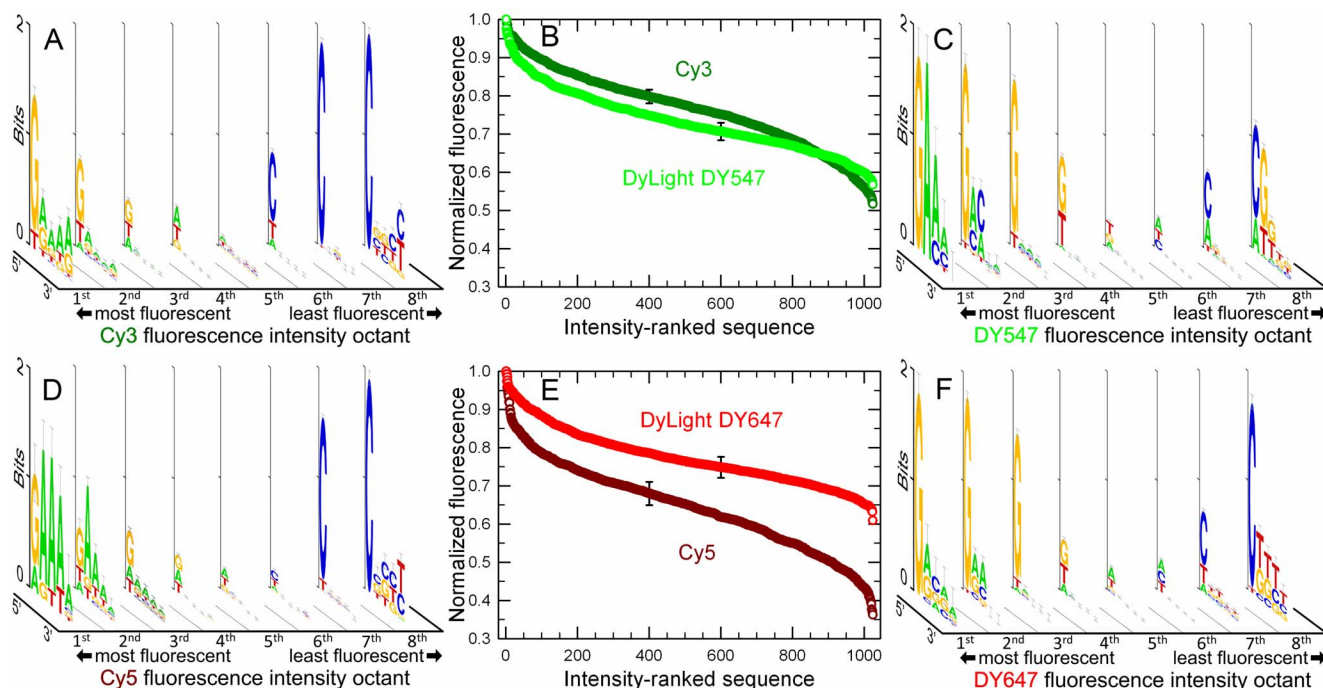 A
2
Bits
0
5'
3'
1st 2nd 3rd 4th 5th 6th 7th 8th
most fluorescent least fluorescent
Cy3 fluorescence intensity octant
B
Normalized fluorescence
1.0
0.9
0.8
0.7
0.6
0.5
0.4
0.3
Cy3
DyLight DY547
0 200 400 600 800 1000
Intensity-ranked sequence
C
2
Bits
0
5'
3'
1st 2nd 3rd 4th 5th 6th 7th 8th
most fluorescent least fluorescent
DY547 fluorescence intensity octant
D
2
Bits
0
5'
3'
1st 2nd 3rd 4th 5th 6th 7th 8th
most fluorescent least fluorescent
Cy5 fluorescence intensity octant
E
Normalized fluorescence
1.0
0.9
0.8
0.7
0.6
0.5
0.4
0.3
DyLight DY647
Cy5
0 200 400 600 800 1000
Intensity-ranked sequence
F
2
Bits
0
5'
3'
1st 2nd 3rd 4th 5th 6th 7th 8th
most fluorescent least fluorescent
DY647 fluorescence intensity octant